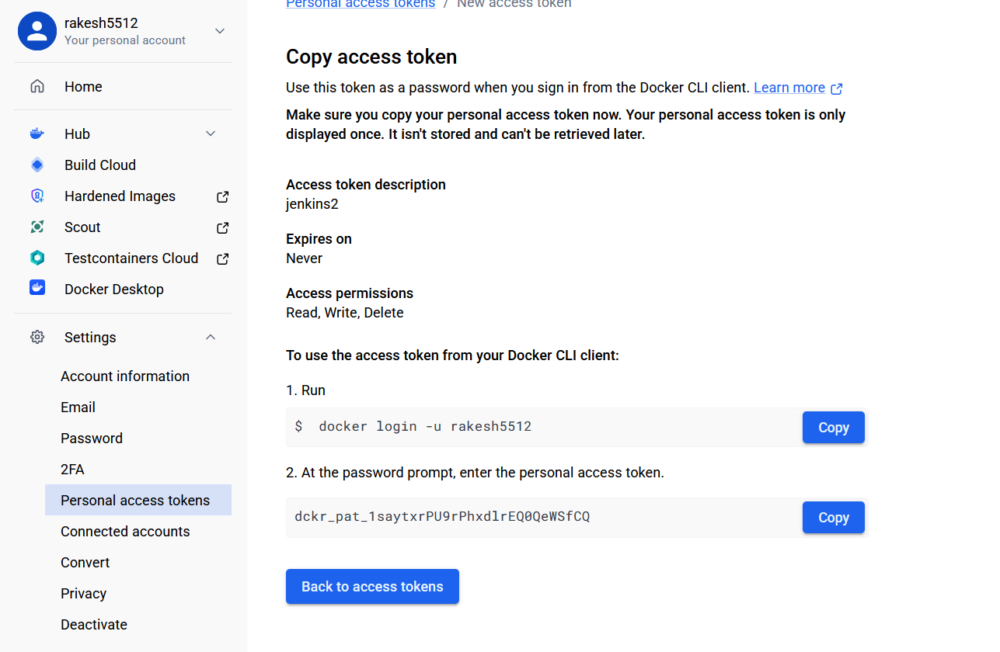 rakesh5512
Your personal account
Home
Hub
Build Cloud
Hardened Images
Scout
Testcontainers Cloud
Docker Desktop
Settings
Account information
Email
Password
2FA
Personal access tokens
Connected accounts
Convert
Privacy
Deactivate
Personal access tokens / New access token
Copy access token
Use this token as a password when you sign in from the Docker CLI client. Learn more
Make sure you copy your personal access token now. Your personal access token is only
displayed once. It isn't stored and can't be retrieved later.
Access token description
jenkins2
Expires on
Never
Access permissions
Read, Write, Delete
To use the access token from your Docker CLI client:
1. Run
$ docker login -u rakesh5512
Copy
2. At the password prompt, enter the personal access token.
dckr_pat_1saytxrPU9rPhxdlrEQ0QeWSfCQ
Copy
Back to access tokens